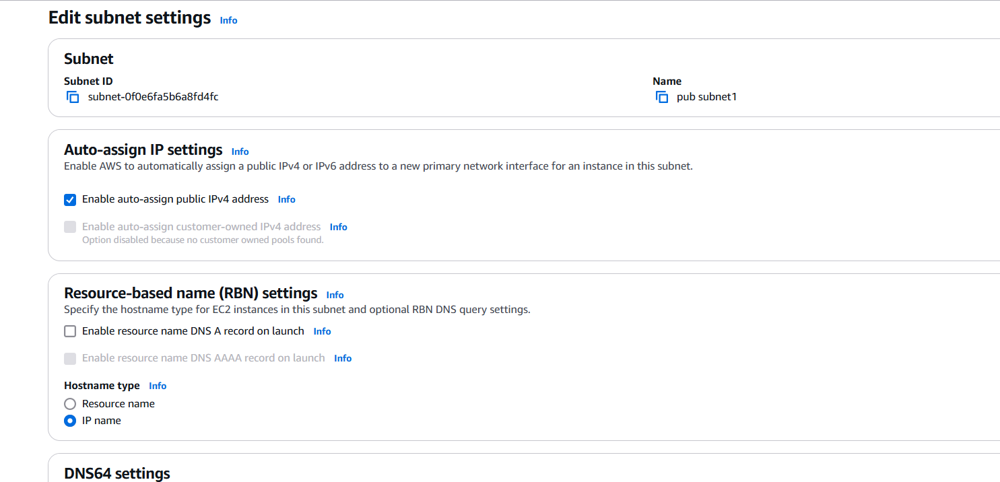 Edit subnet settings Info
Subnet
Subnet ID Name
subnet-0f0e6fa5b6a8fd4fc pub subnet1
Auto-assign IP settings Info
Enable AWS to automatically assign a public IPv4 or IPv6 address to a new primary network interface for an instance in this subnet.
Enable auto-assign public IPv4 address Info
Enable auto-assign customer-owned IPv4 address Info
Option disabled because no customer owned pools found.
Resource-based name (RBN) settings Info
Specify the hostname type for EC2 instances in this subnet and optional RBN DNS query settings.
Enable resource name DNS A record on launch Info
Enable resource name DNS AAAA record on launch Info
Hostname type Info
Resource name
IP name
DNS64 settings